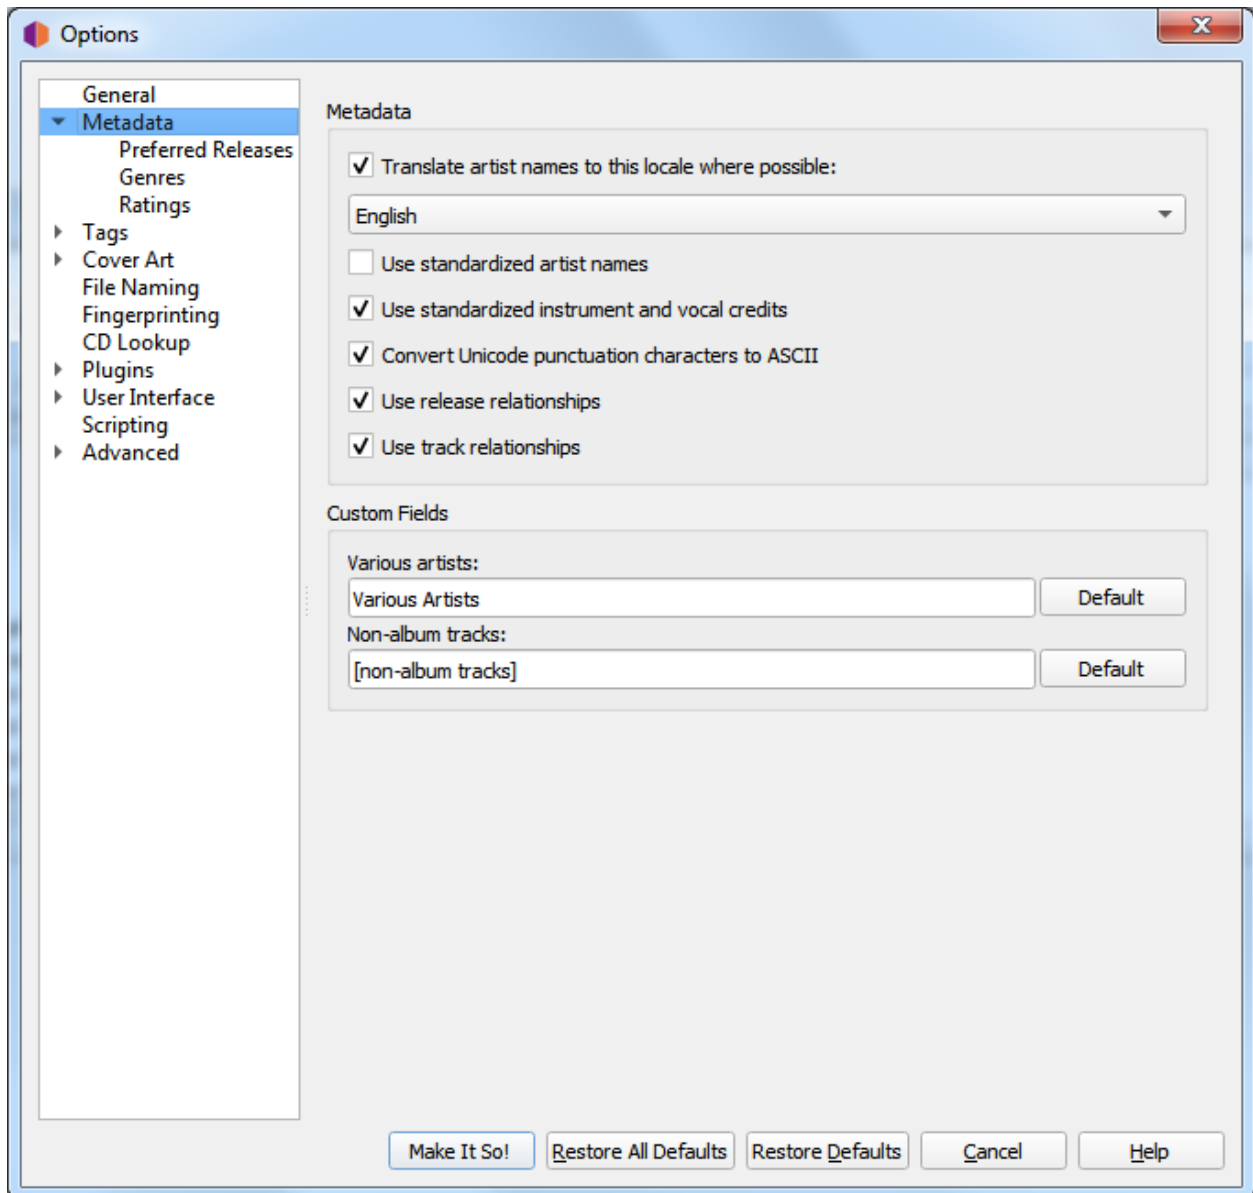 Options
General
Metadata
Preferred Releases
Genres
Ratings
Tags
Cover Art
File Naming
Fingerprinting
CD Lookup
Plugins
User Interface
Scripting
Advanced
Metadata
Translate artist names to this locale where possible:
English
Use standardized artist names
Use standardized instrument and vocal credits
Convert Unicode punctuation characters to ASCII
Use release relationships
Use track relationships
Custom Fields
Various artists:
Various Artists Default
Non-album tracks:
[non-album tracks] Default
Make It So! Restore All Defaults Restore Defaults Cancel Help